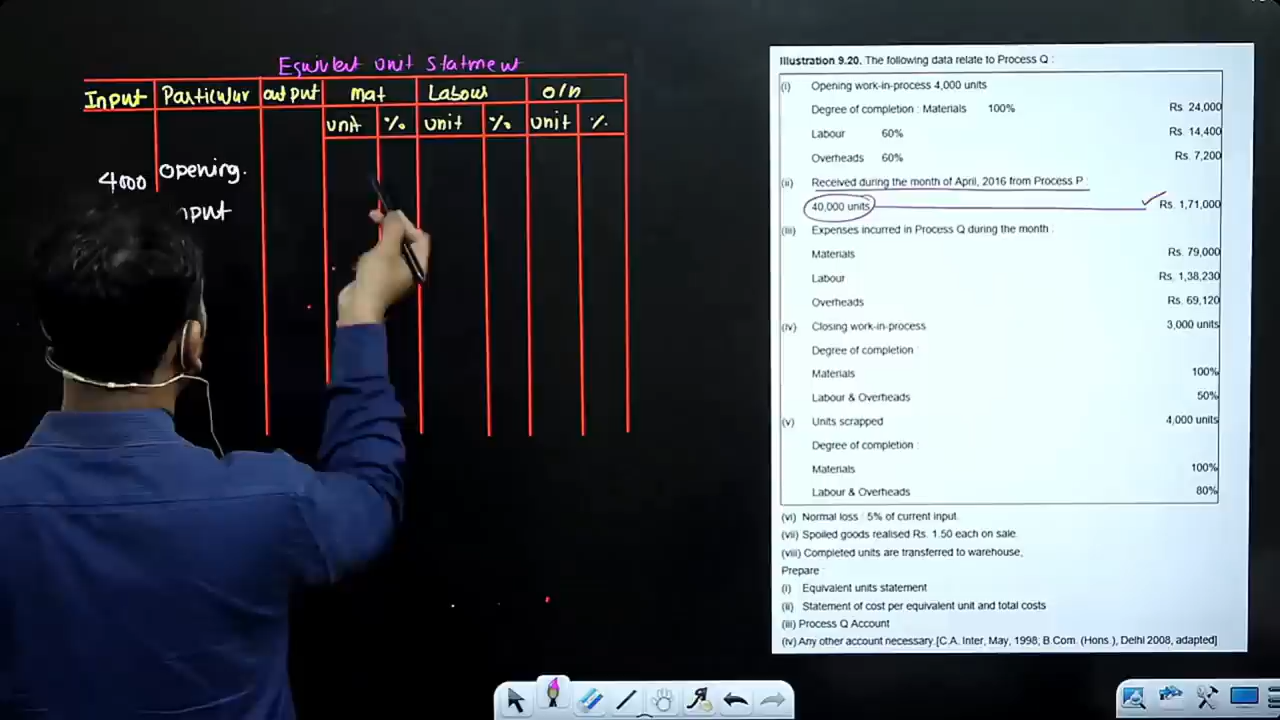 Equivlent unit Statment
Input Particular output Mat Labour O/H
unit % unit % unit %
4000 Opening.
nput
Illustration 9.20. The following data relate to Process Q :
(i) Opening work-in-process 4,000 units
Degree of completion : Materials 100% Rs. 24,000
Labour 60% Rs. 14,400
Overheads 60% Rs. 7,200
(ii) Received during the month of April, 2016 from Process P :
40,000 units Rs. 1,71,000
(iii) Expenses incurred in Process Q during the month :
Materials Rs. 79,000
Labour Rs. 1,38,230
Overheads Rs. 69,120
(iv) Closing work-in-process 3,000 units
Degree of completion
Materials 100%
Labour & Overheads 50%
(v) Units scrapped 4,000 units
Degree of completion :
Materials 100%
Labour & Overheads 80%
(vi) Normal loss : 5% of current input.
(vii) Spoiled goods realised Rs. 1.50 each on sale.
(viii) Completed units are transferred to warehouse.
Prepare :
(i) Equivalent units statement
(ii) Statement of cost per equivalent unit and total costs
(iii) Process Q Account
(iv) Any other account necessary.[C.A. Inter, May, 1998; B.Com. (Hons.), Delhi 2008, adapted]